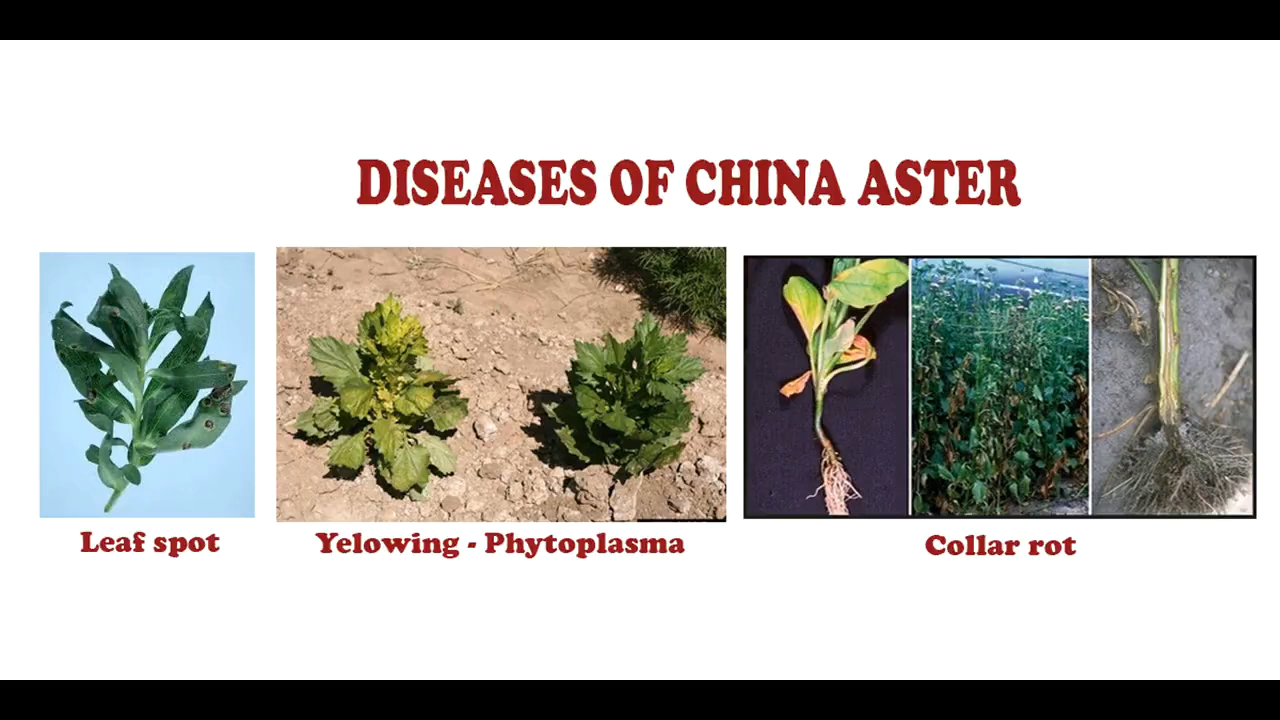 DISEASES OF CHINA ASTER
Leaf spot
Yelowing - Phytoplasma
Collar rot